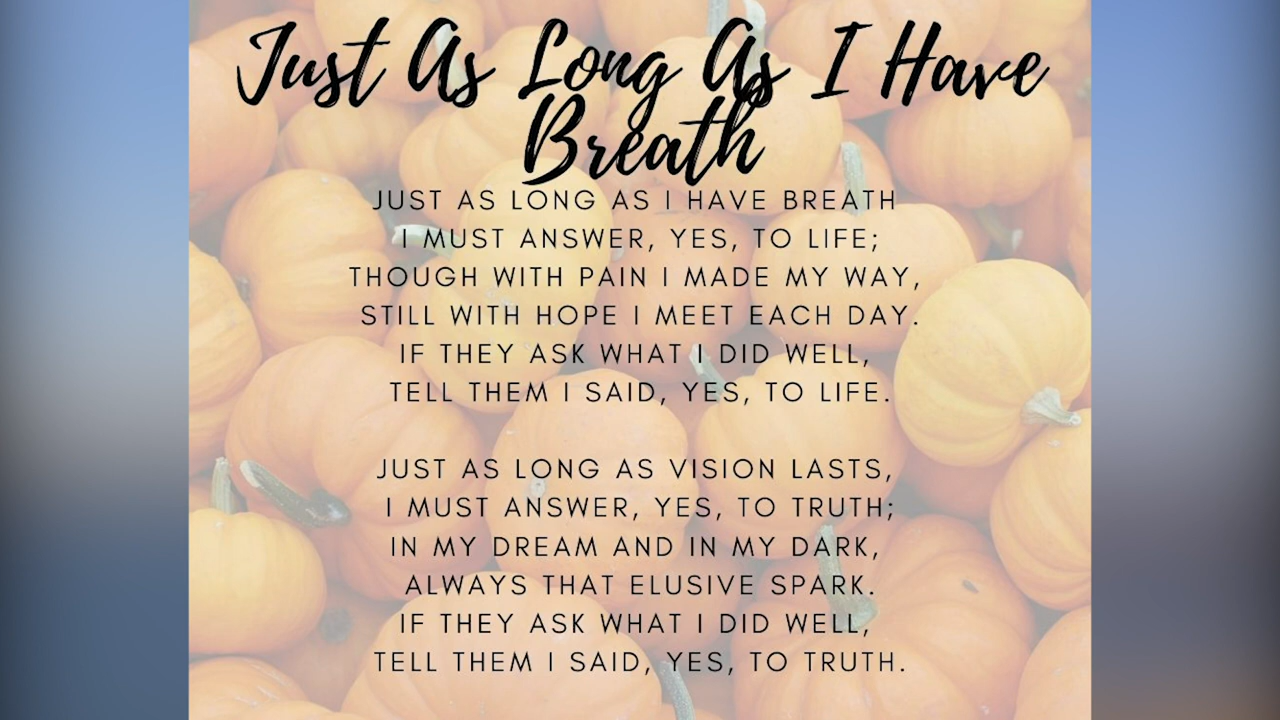 Just As Long As I Have
Breath
JUST AS LONG AS I HAVE BREATH
I MUST ANSWER, YES, TO LIFE;
THOUGH WITH PAIN I MADE MY WAY,
STILL WITH HOPE I MEET EACH DAY.
IF THEY ASK WHAT I DID WELL,
TELL THEM I SAID, YES, TO LIFE.
JUST AS LONG AS VISION LASTS,
I MUST ANSWER, YES, TO TRUTH;
IN MY DREAM AND IN MY DARK,
ALWAYS THAT ELUSIVE SPARK.
IF THEY ASK WHAT I DID WELL,
TELL THEM I SAID, YES, TO TRUTH.